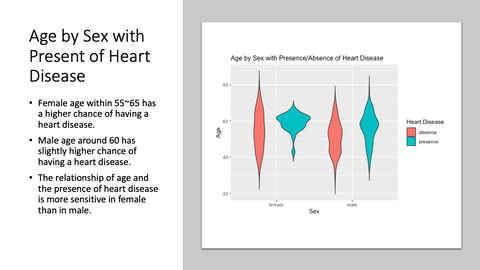 Age by Sex with
Present of Heart
Disease
• Female age within 55~65 has
a higher chance of having a
heart disease.
• Male age around 60 has
slightly higher chance of
having a heart disease.
• The relationship of age and
the presence of heart disease
is more sensitive in female
than in male.
Age by Sex with Presence/Absence of Heart Disease
80
60
40
20
Age
female
male
Sex
Heart Disease
absence
presence